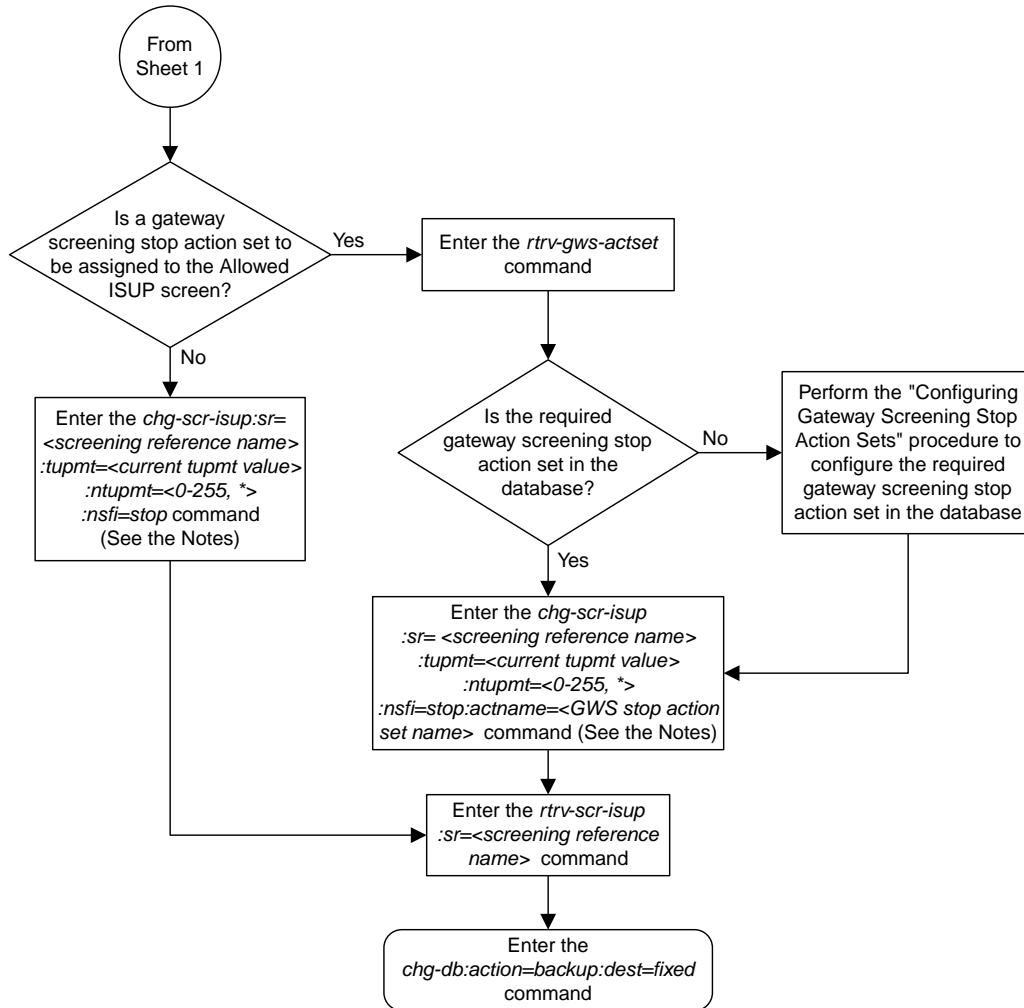 From
Sheet 1
Is a gateway
screening stop action set to
be assigned to the Allowed
ISUP screen?
Yes
No
Enter the rtrv-gws-actset
command
Enter the chg-scr-isup:sr=
<screening reference name>
:tupmt=<current tupmt value>
:ntupmt=<0-255, *>
:nsfi=stop command
(See the Notes)
Is the required
gateway screening stop
action set in the
database?
No
Yes
Perform the "Configuring
Gateway Screening Stop
Action Sets" procedure to
configure the required
gateway screening stop
action set in the database
Enter the chg-scr-isup
:sr= <screening reference name>
:tupmt=<current tupmt value>
:ntupmt=<0-255, *>
:nsfi=stop:actname=<GWS stop action
set name> command (See the Notes)
Enter the rtrv-scr-isup
:sr=<screening reference
name> command
Enter the
chg-db:action=backup:dest=fixed
command